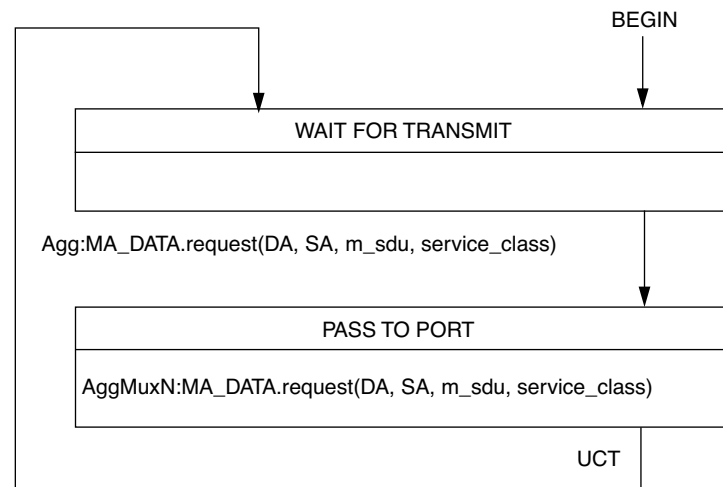 BEGIN
WAIT FOR TRANSMIT
Agg:MA_DATA.request(DA, SA, m_sdu, service_class)
PASS TO PORT
AggMuxN:MA_DATA.request(DA, SA, m_sdu, service_class)
UCT